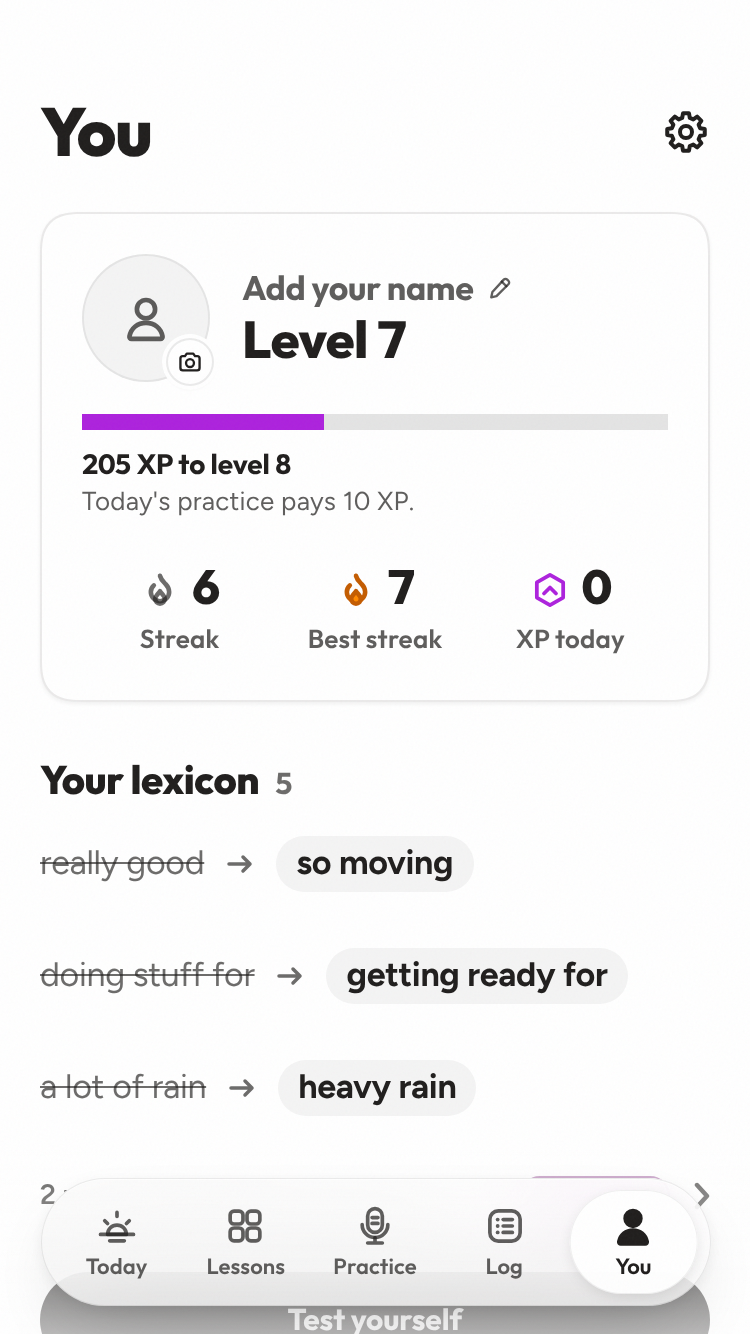 You
Add your name
Level 7
205 XP to level 8
Today's practice pays 10 XP.
6
Streak
7
Best streak
0
XP today
Your lexicon 5
really good → so moving
doing stuff for → getting ready for
a lot of rain → heavy rain
2
Today
Lessons
Practice
Log
You
Test yourself